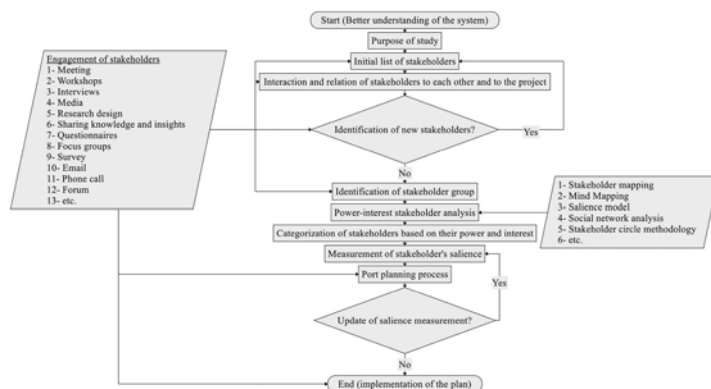 Start (Better understanding of the system)
Purpose of study
Initial list of stakeholders
Interaction and relation of stakeholders to each other and to the project
Identification of new stakeholders?
Yes
No
Identification of stakeholder group
Power-interest stakeholder analysis
Categorization of stakeholders based on their power and interest
Measurement of stakeholder's salience
Port planning process
Yes
Update of salience measurement?
No
End (implementation of the plan)
Engagement of stakeholders
1- Meeting
2- Workshops
3- Interviews
4- Media
5- Research design
6- Sharing knowledge and insights
7- Questionnaires
8- Focus groups
9- Survey
10- Email
11- Phone call
12- Forum
13- etc.
1- Stakeholder mapping
2- Mind Mapping
3- Salience model
4- Social network analysis
5- Stakeholder circle methodology
6- etc.